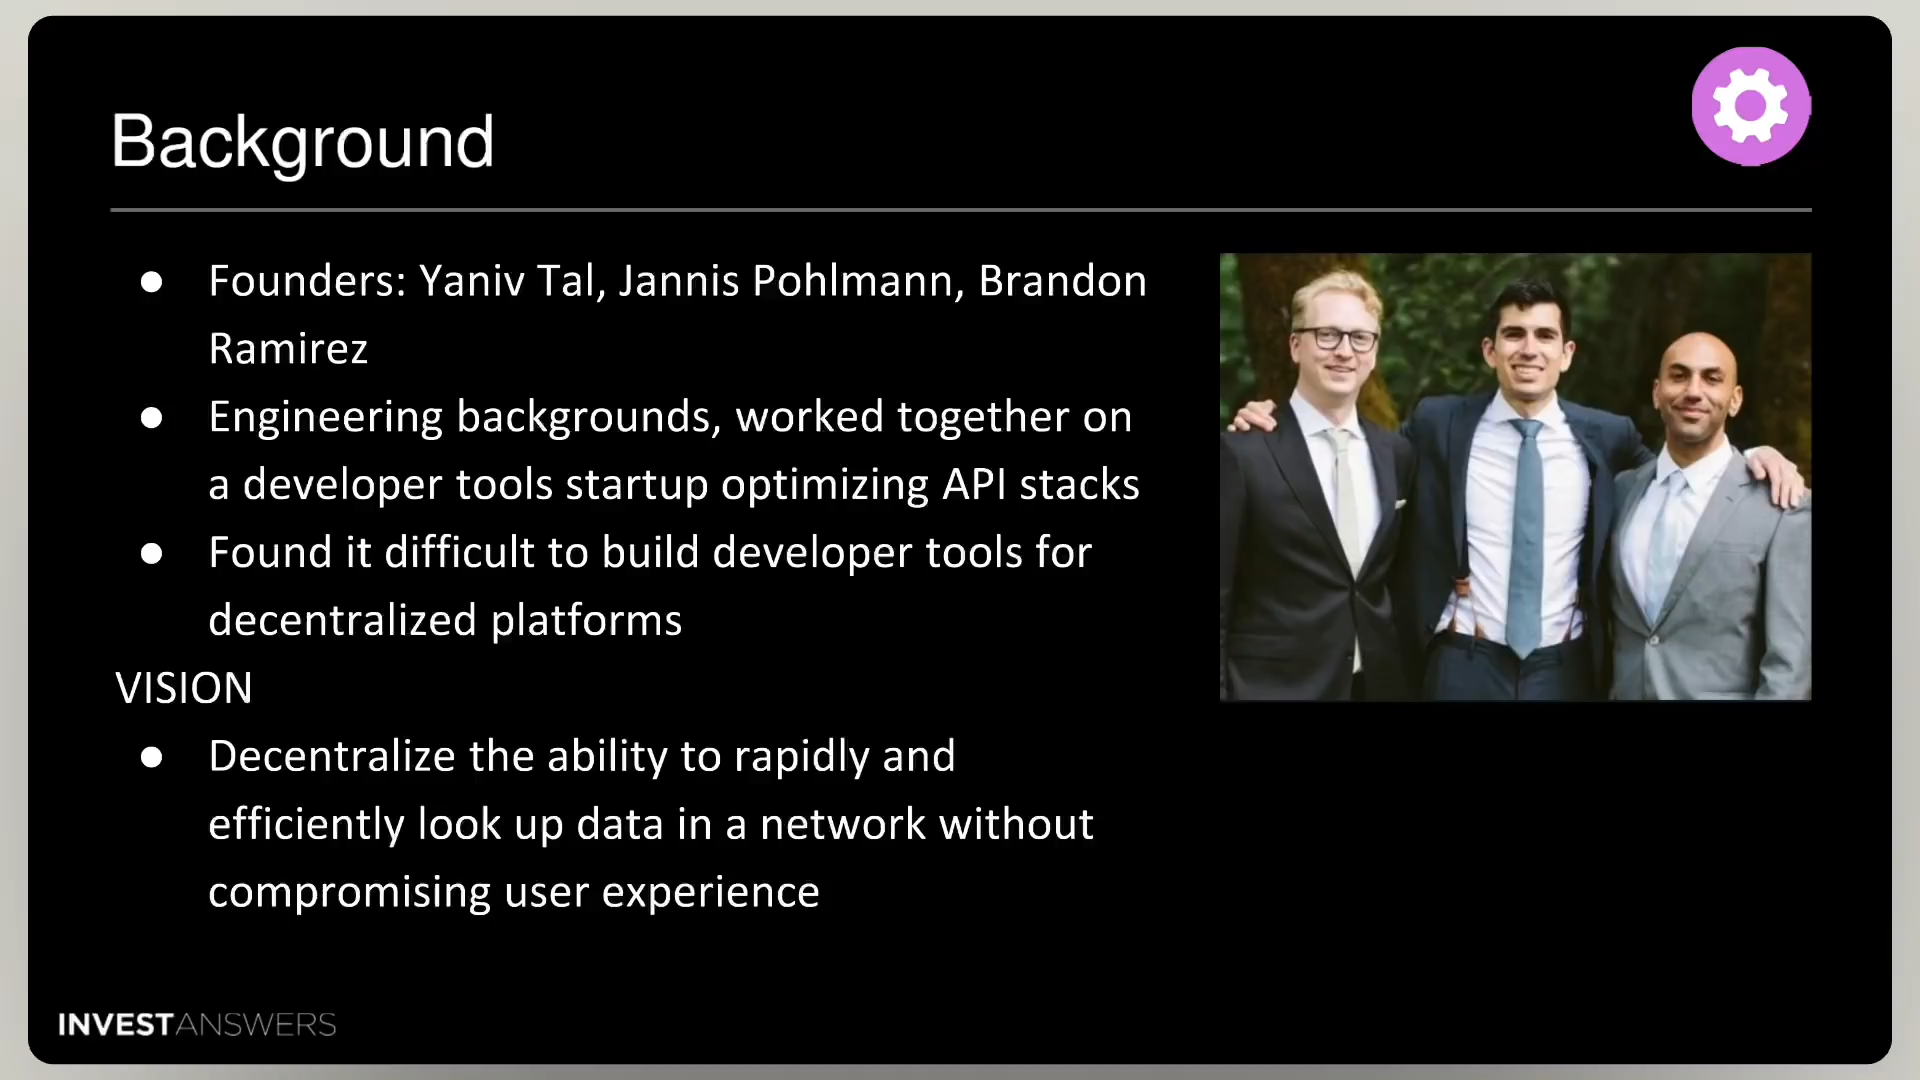 Background
● Founders: Yaniv Tal, Jannis Pohlmann, Brandon
Ramirez
● Engineering backgrounds, worked together on
a developer tools startup optimizing API stacks
● Found it difficult to build developer tools for
decentralized platforms
VISION
● Decentralize the ability to rapidly and
efficiently look up data in a network without
compromising user experience
INVESTANSWERS